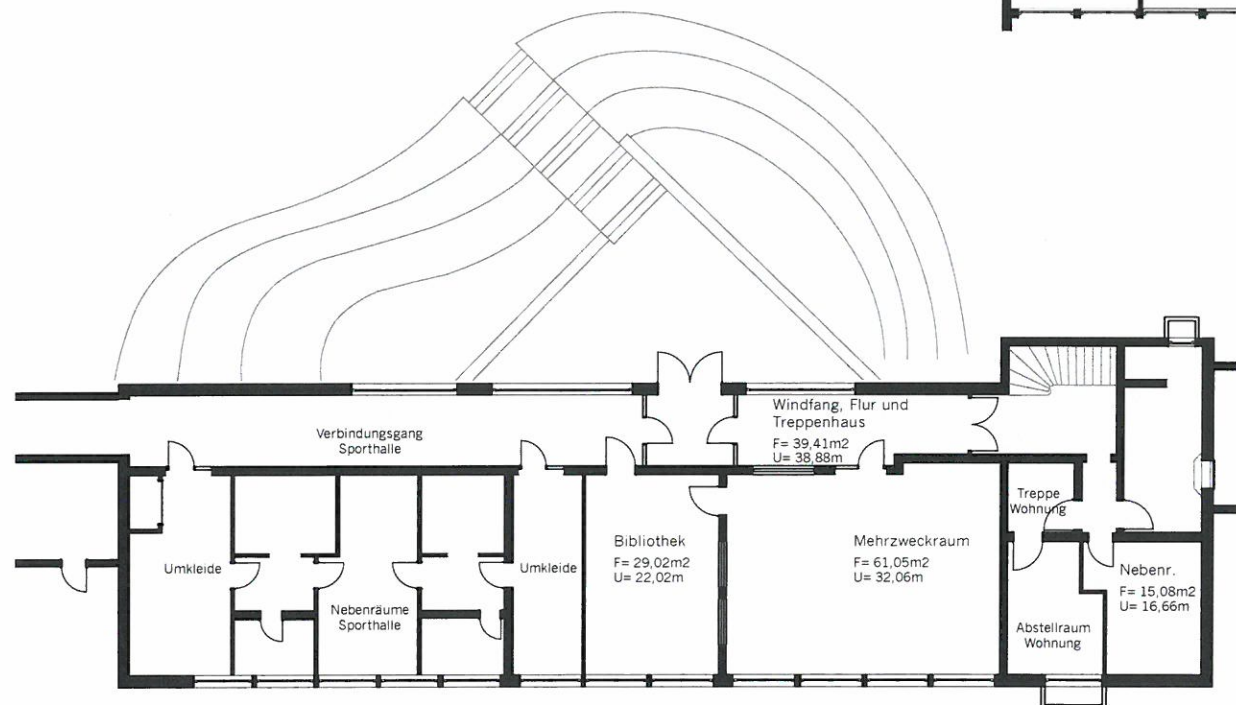 Windfang, Flur und
Treppenhaus
F= 39,41m2
U= 38,88m
Verbindungsgang
Sporthalle
Treppe
Wohnung
Bibliothek
F= 29,02m2
U= 22,02m
Mehrzweckraum
F= 61,05m2
U= 32,06m
Umkleide
Umkleide
Nebenr.
F= 15,08m2
U= 16,66m
Nebenräume
Sporthalle
Abstellraum
Wohnung